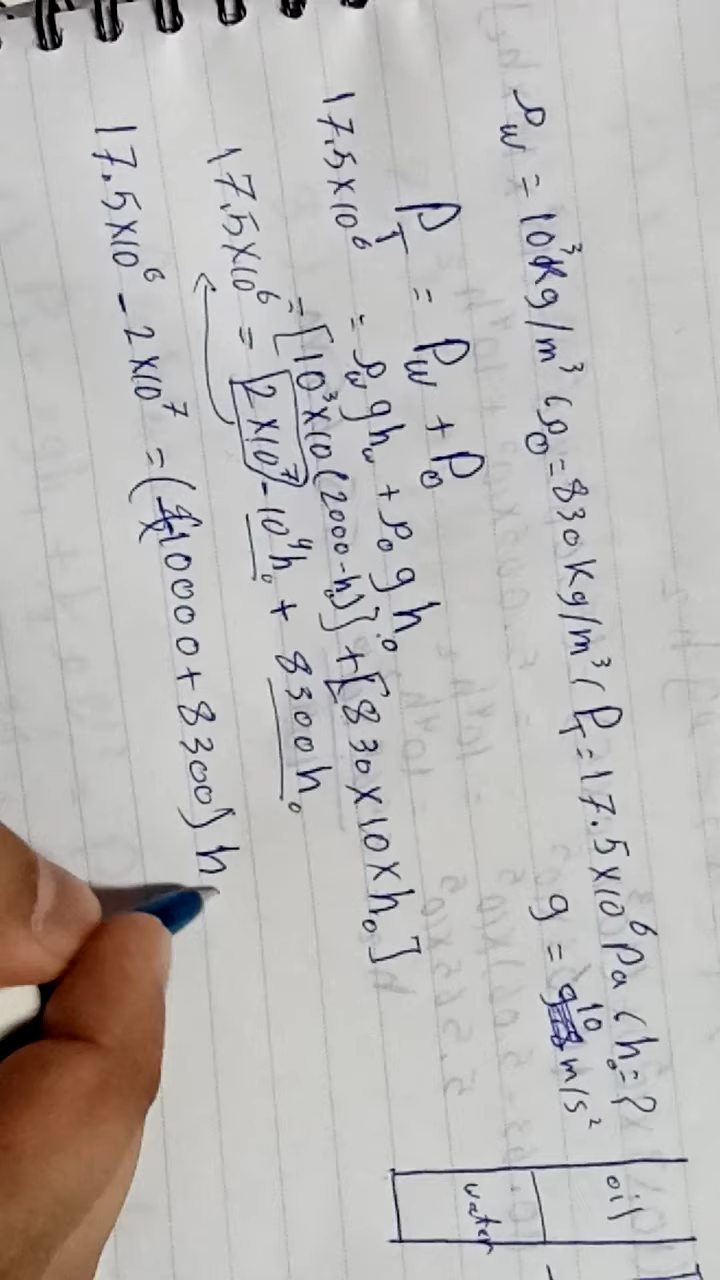 ρw = 10³ Kg/m³ (ρo = 830 Kg/m³ ( PT = 17.5×10⁶ Pa ( ho = ?
g = 10 m/s²
oil
water
PT = Pw + Po
17.5×10⁶ = ρw g hw + ρo g ho
= [10³×10 (2000-ho)] + [830×10×ho]
17.5×10⁶ = 2×10⁷ - 10⁴ho + 8300ho
17.5×10⁶ - 2×10⁷ = (-10000+8300) h